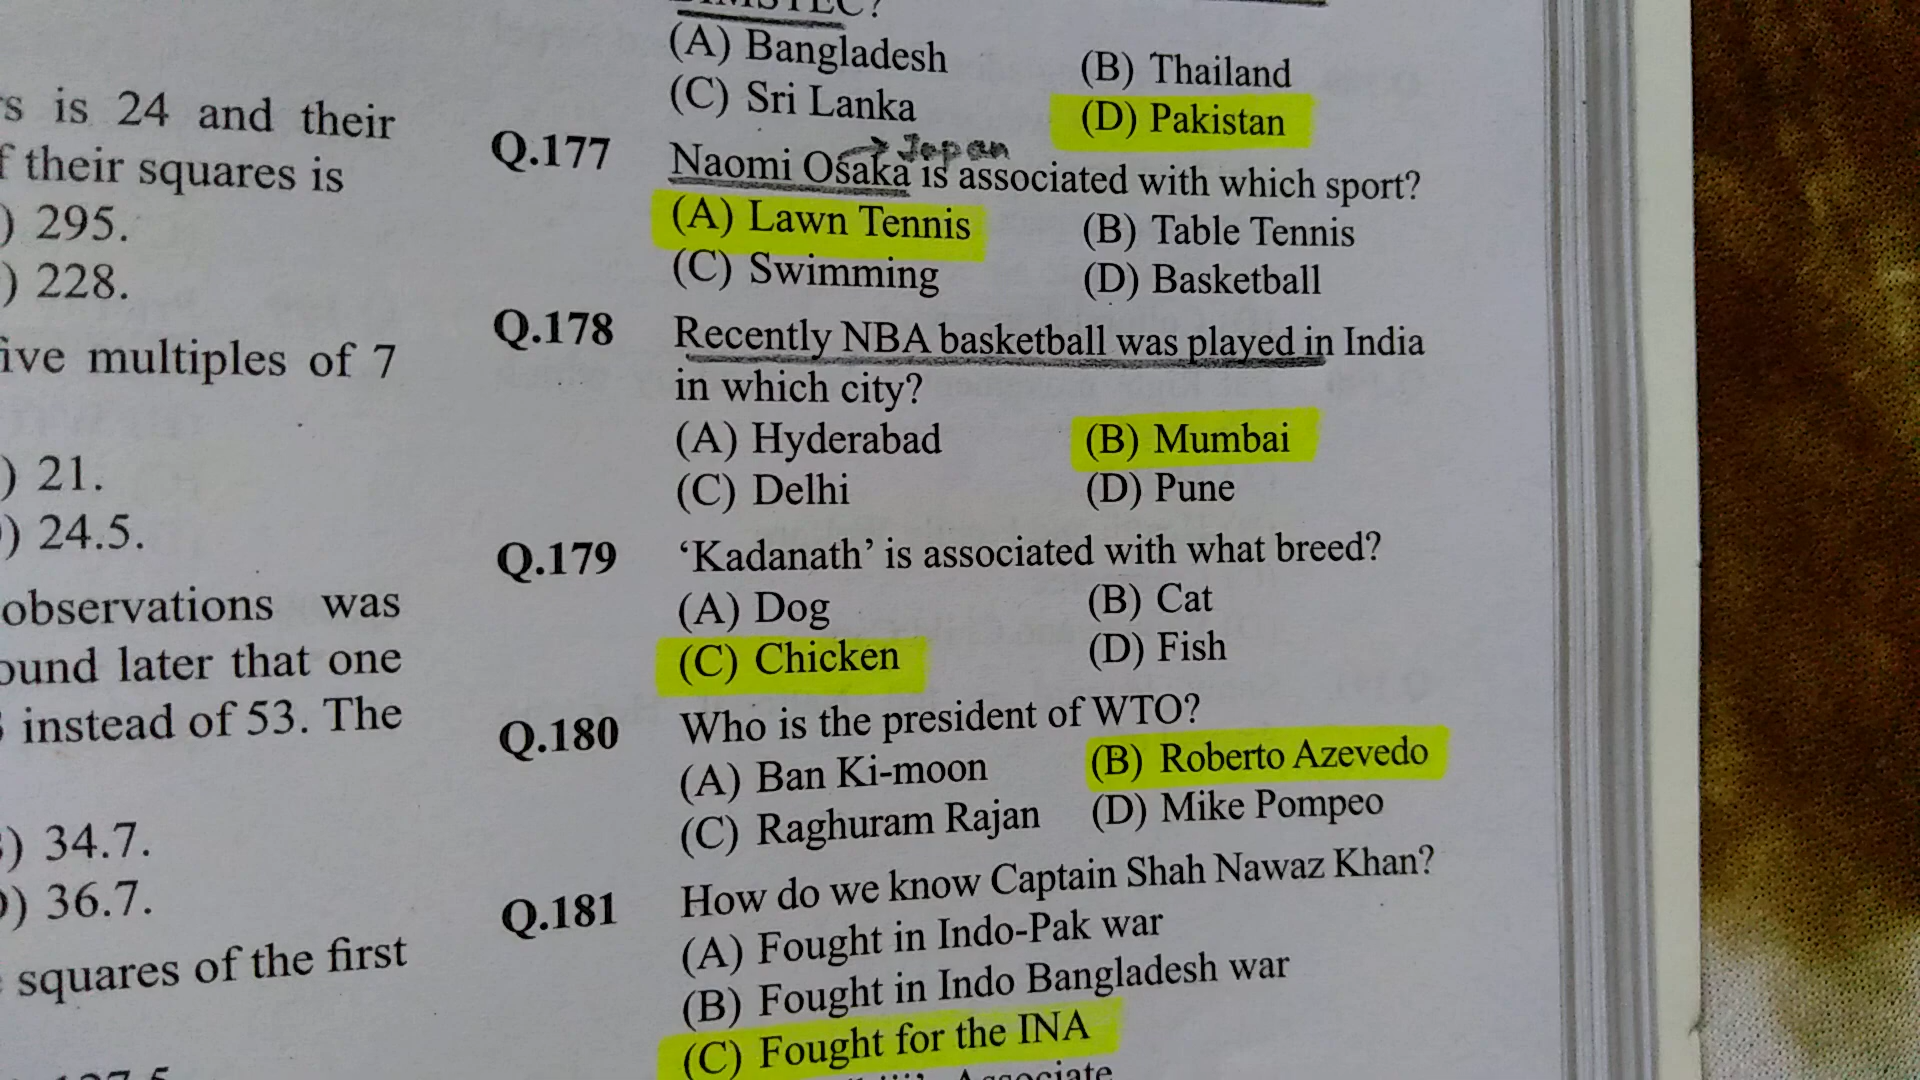 s is 24 and their
f their squares is
) 295.
) 228.
ive multiples of 7
) 21.
) 24.5.
observations was
ound later that one
instead of 53. The
) 34.7.
) 36.7.
squares of the first
BIMSTEC?
(A) Bangladesh (B) Thailand
(C) Sri Lanka (D) Pakistan
→ Japan
Q.177 Naomi Osaka is associated with which sport?
(A) Lawn Tennis (B) Table Tennis
(C) Swimming (D) Basketball
Q.178 Recently NBA basketball was played in India
in which city?
(A) Hyderabad (B) Mumbai
(C) Delhi (D) Pune
Q.179 ‘Kadanath’ is associated with what breed?
(A) Dog (B) Cat
(C) Chicken (D) Fish
Q.180 Who is the president of WTO?
(A) Ban Ki-moon (B) Roberto Azevedo
(C) Raghuram Rajan (D) Mike Pompeo
Q.181 How do we know Captain Shah Nawaz Khan?
(A) Fought in Indo-Pak war
(B) Fought in Indo Bangladesh war
(C) Fought for the INA
Associate